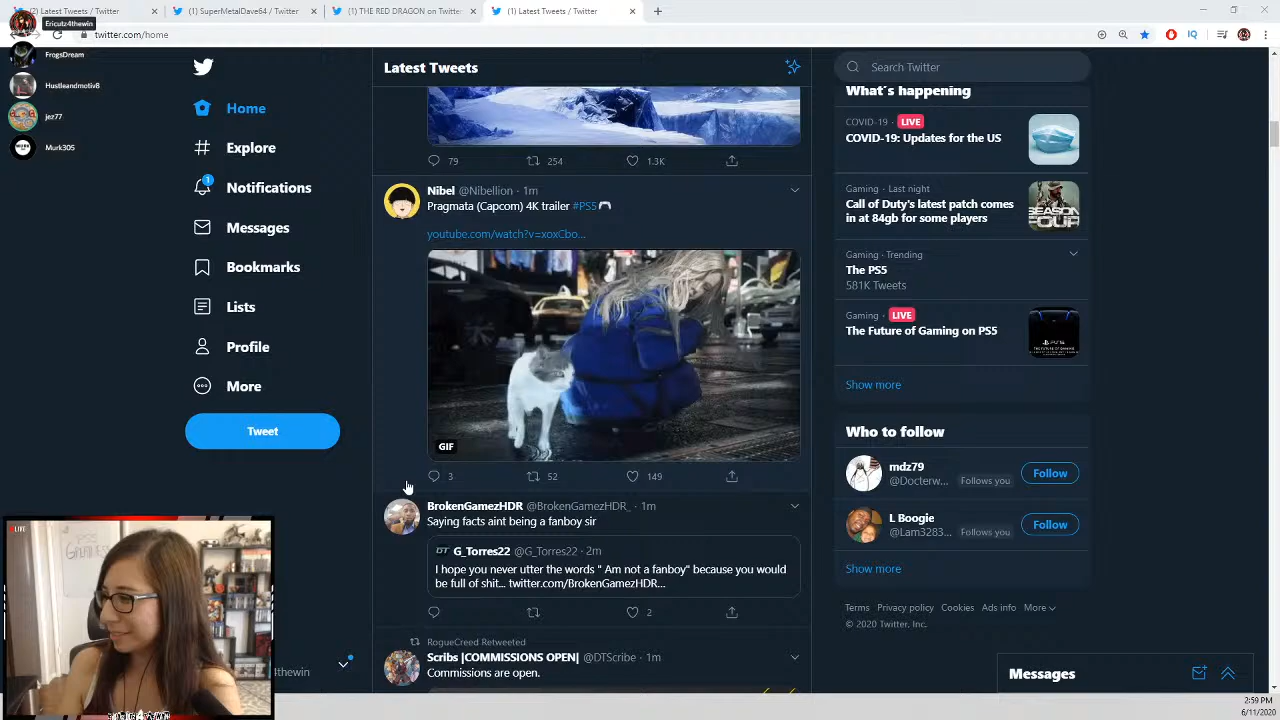 (2) Latest Tweets / Twitter
(1) SuperMetalDave64 / Twitter
(1) THE RED DRAGON on Twitter
(1) Latest Tweets / Twitter
Ericutz4thewin
FrogsDream
Hustleandmotiv8
jez77
Murk305
twitter.com/home
Home
Explore
1
Notifications
Messages
Bookmarks
Lists
Profile
More
Tweet
4thewin
LIVE
Latest Tweets
79 254 1.3K
Nibel @Nibellion · 1m
Pragmata (Capcom) 4K trailer #PS5
youtube.com/watch?v=xoxCbo...
GIF
3 52 149
BrokenGamezHDR @BrokenGamezHDR_ · 1m
Saying facts aint being a fanboy sir
GT G_Torres22 @G_Torres22 · 2m
I hope you never utter the words " Am not a fanboy" because you would
be full of shit... twitter.com/BrokenGamezHDR...
2
RogueCreed Retweeted
Scribs |COMMISSIONS OPEN| @DTScribe · 1m
Commissions are open.
Search Twitter
What's happening
COVID-19 · LIVE
COVID-19: Updates for the US
Gaming · Last night
Call of Duty's latest patch comes
in at 84gb for some players
Gaming · Trending
The PS5
581K Tweets
Gaming · LIVE
The Future of Gaming on PS5
Show more
Who to follow
mdz79
@Docterw... Follows you
Follow
L Boogie
@Lam3283... Follows you
Follow
Show more
Terms Privacy policy Cookies Ads info More
© 2020 Twitter. Inc.
Messages
2:59 PM
6/11/2020